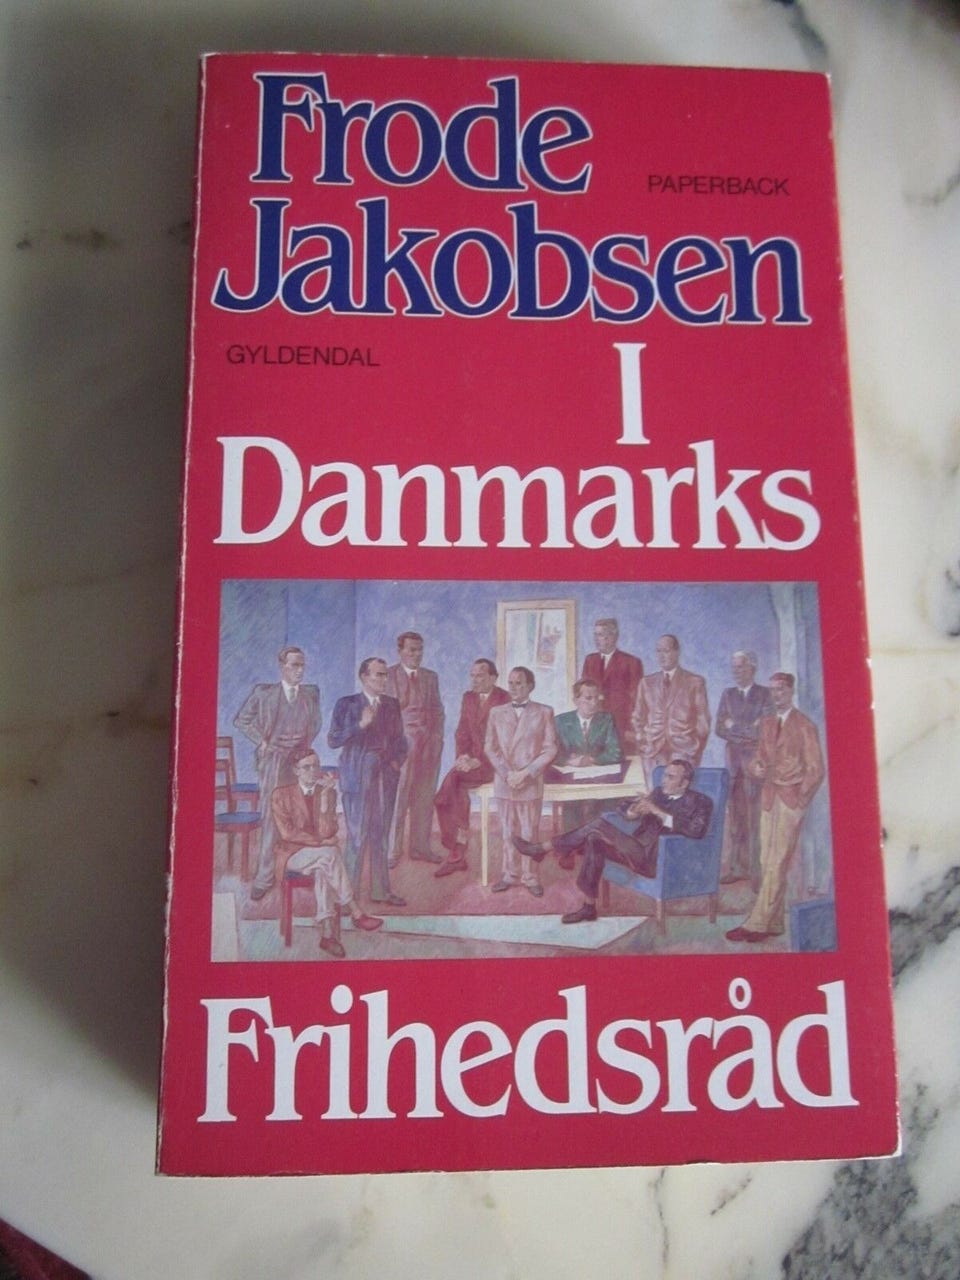 Frode
PAPERBACK
Jakobsen
GYLDENDAL
I
Danmarks
Frihedsråd